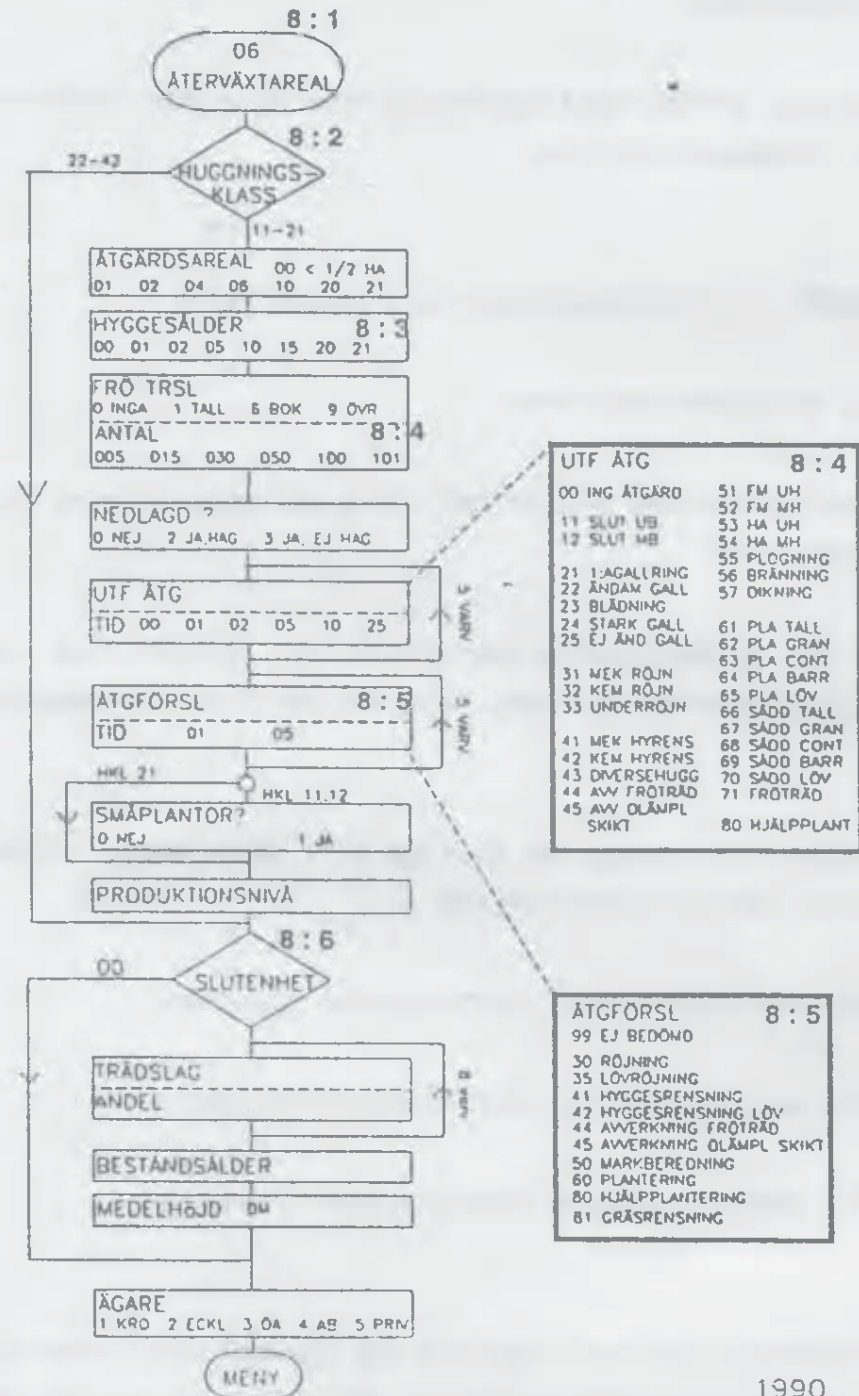 8:1
06
ÅTERVÄXTAREAL
8:2
22-43
HUGGNINGS-
KLASS
11-21
ÅTGÄRDSAREAL 00 < 1/2 HA
01 02 04 06 10 20 21
HYGGESÅLDER 8:3
00 01 02 05 10 15 20 21
FRÖ TRSL
0 INGA 1 TALL 6 BOK 9 ÖVR
ANTAL 8:4
005 015 030 050 100 101
NEDLAGD ?
0 NEJ 2 JA,HAG 3 JA, EJ HAG
UTF ÅTG
TID 00 01 02 05 10 25
5 VARV
ÅTGFÖRSL 8:5
TID 01 05
5 VARV
HKL 21
HKL 11,12
SMÅPLANTOR?
0 NEJ 1 JA
PRODUKTIONSNIVÅ
8:6
00
SLUTENHET
TRÄDSLAG
ANDEL
BESTÅNDSÅLDER
MEDELHÖJD DM
ÄGARE
1 KRO 2 ECKL 3 ÖA 4 AB 5 PRIV
MENY
UTF ÅTG 8:4
00 ING ÅTGÄRD
11 SLUT UB
12 SLUT MB
21 1:AGALLRING
22 ÄNDAM GALL
23 BLÄDNING
24 STARK GALL
25 EJ ÄND GALL
31 MEK RÖJN
32 KEM RÖJN
33 UNDERRÖJN
41 MEK HYRENS
42 KEM HYRENS
43 DIVERSEHUGG
44 AVV FRÖTRÄD
45 AVV OLÄMPL
SKIKT
51 FM UH
52 FM MH
53 HA UH
54 HA MH
55 PLOGNING
56 BRÄNNING
57 DIKNING
61 PLA TALL
62 PLA GRAN
63 PLA CONT
64 PLA BARR
65 PLA LÖV
66 SÅDD TALL
67 SÅDD GRAN
68 SÅDD CONT
69 SÅDD BARR
70 SÅDD LÖV
71 FRÖTRÄD
80 HJÄLPPLANT
ÅTGFÖRSL 8:5
99 EJ BEDÖMD
30 RÖJNING
35 LÖVRÖJNING
41 HYGGESRENSNING
42 HYGGESRENSNING LÖV
44 AVVERKNING FRÖTRÄD
45 AVVERKNING OLÄMPL SKIKT
50 MARKBEREDNING
60 PLANTERING
80 HJÄLPPLANTERING
81 GRÄSRENSNING
1990